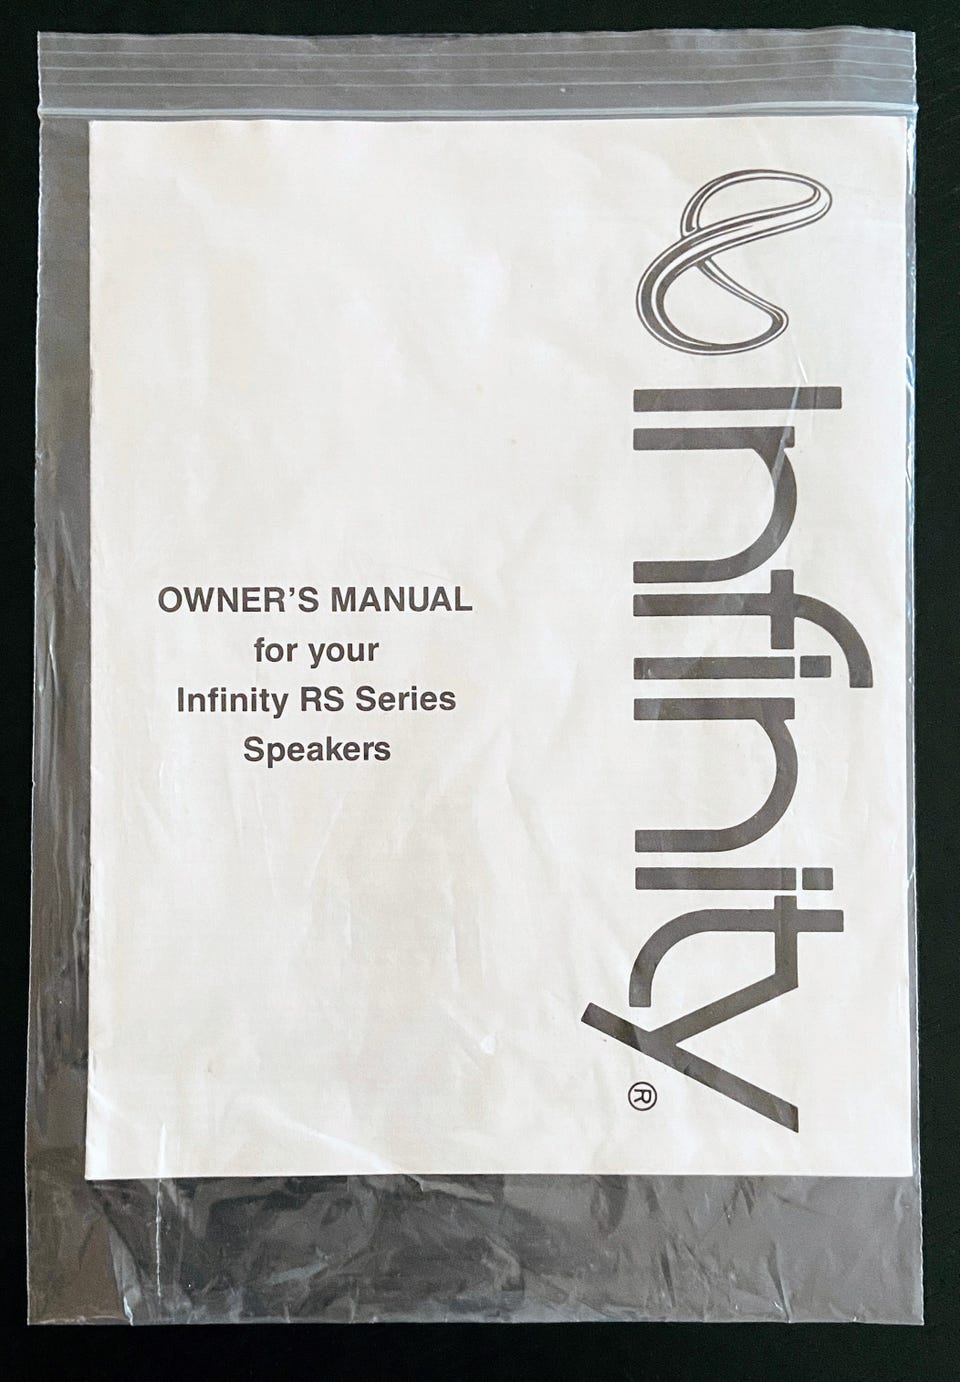 OWNER'S MANUAL
for your
Infinity RS Series
Speakers
Infinity®